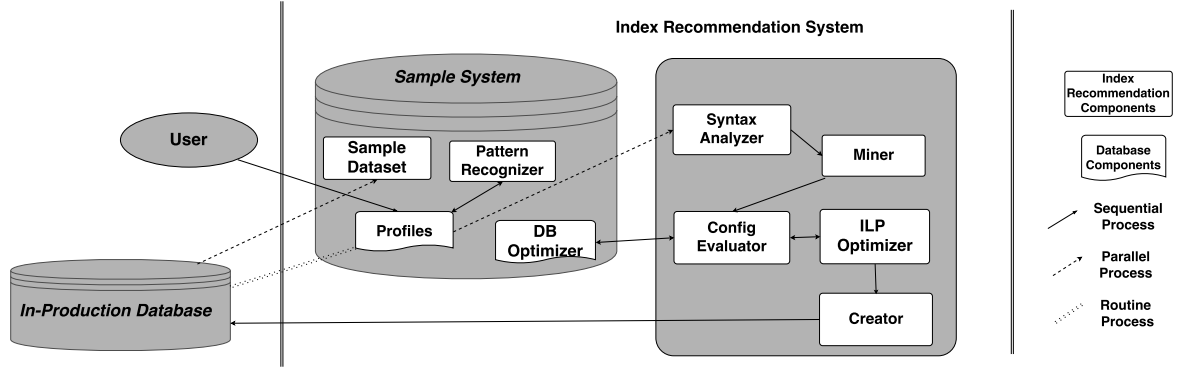 Index Recommendation System
Sample System
User
Sample
Dataset
Pattern
Recognizer
Profiles
DB
Optimizer
In-Production Database
Syntax
Analyzer
Miner
Config
Evaluator
ILP
Optimizer
Creator
Index
Recommendation
Components
Database
Components
Sequential
Process
Parallel
Process
Routine
Process